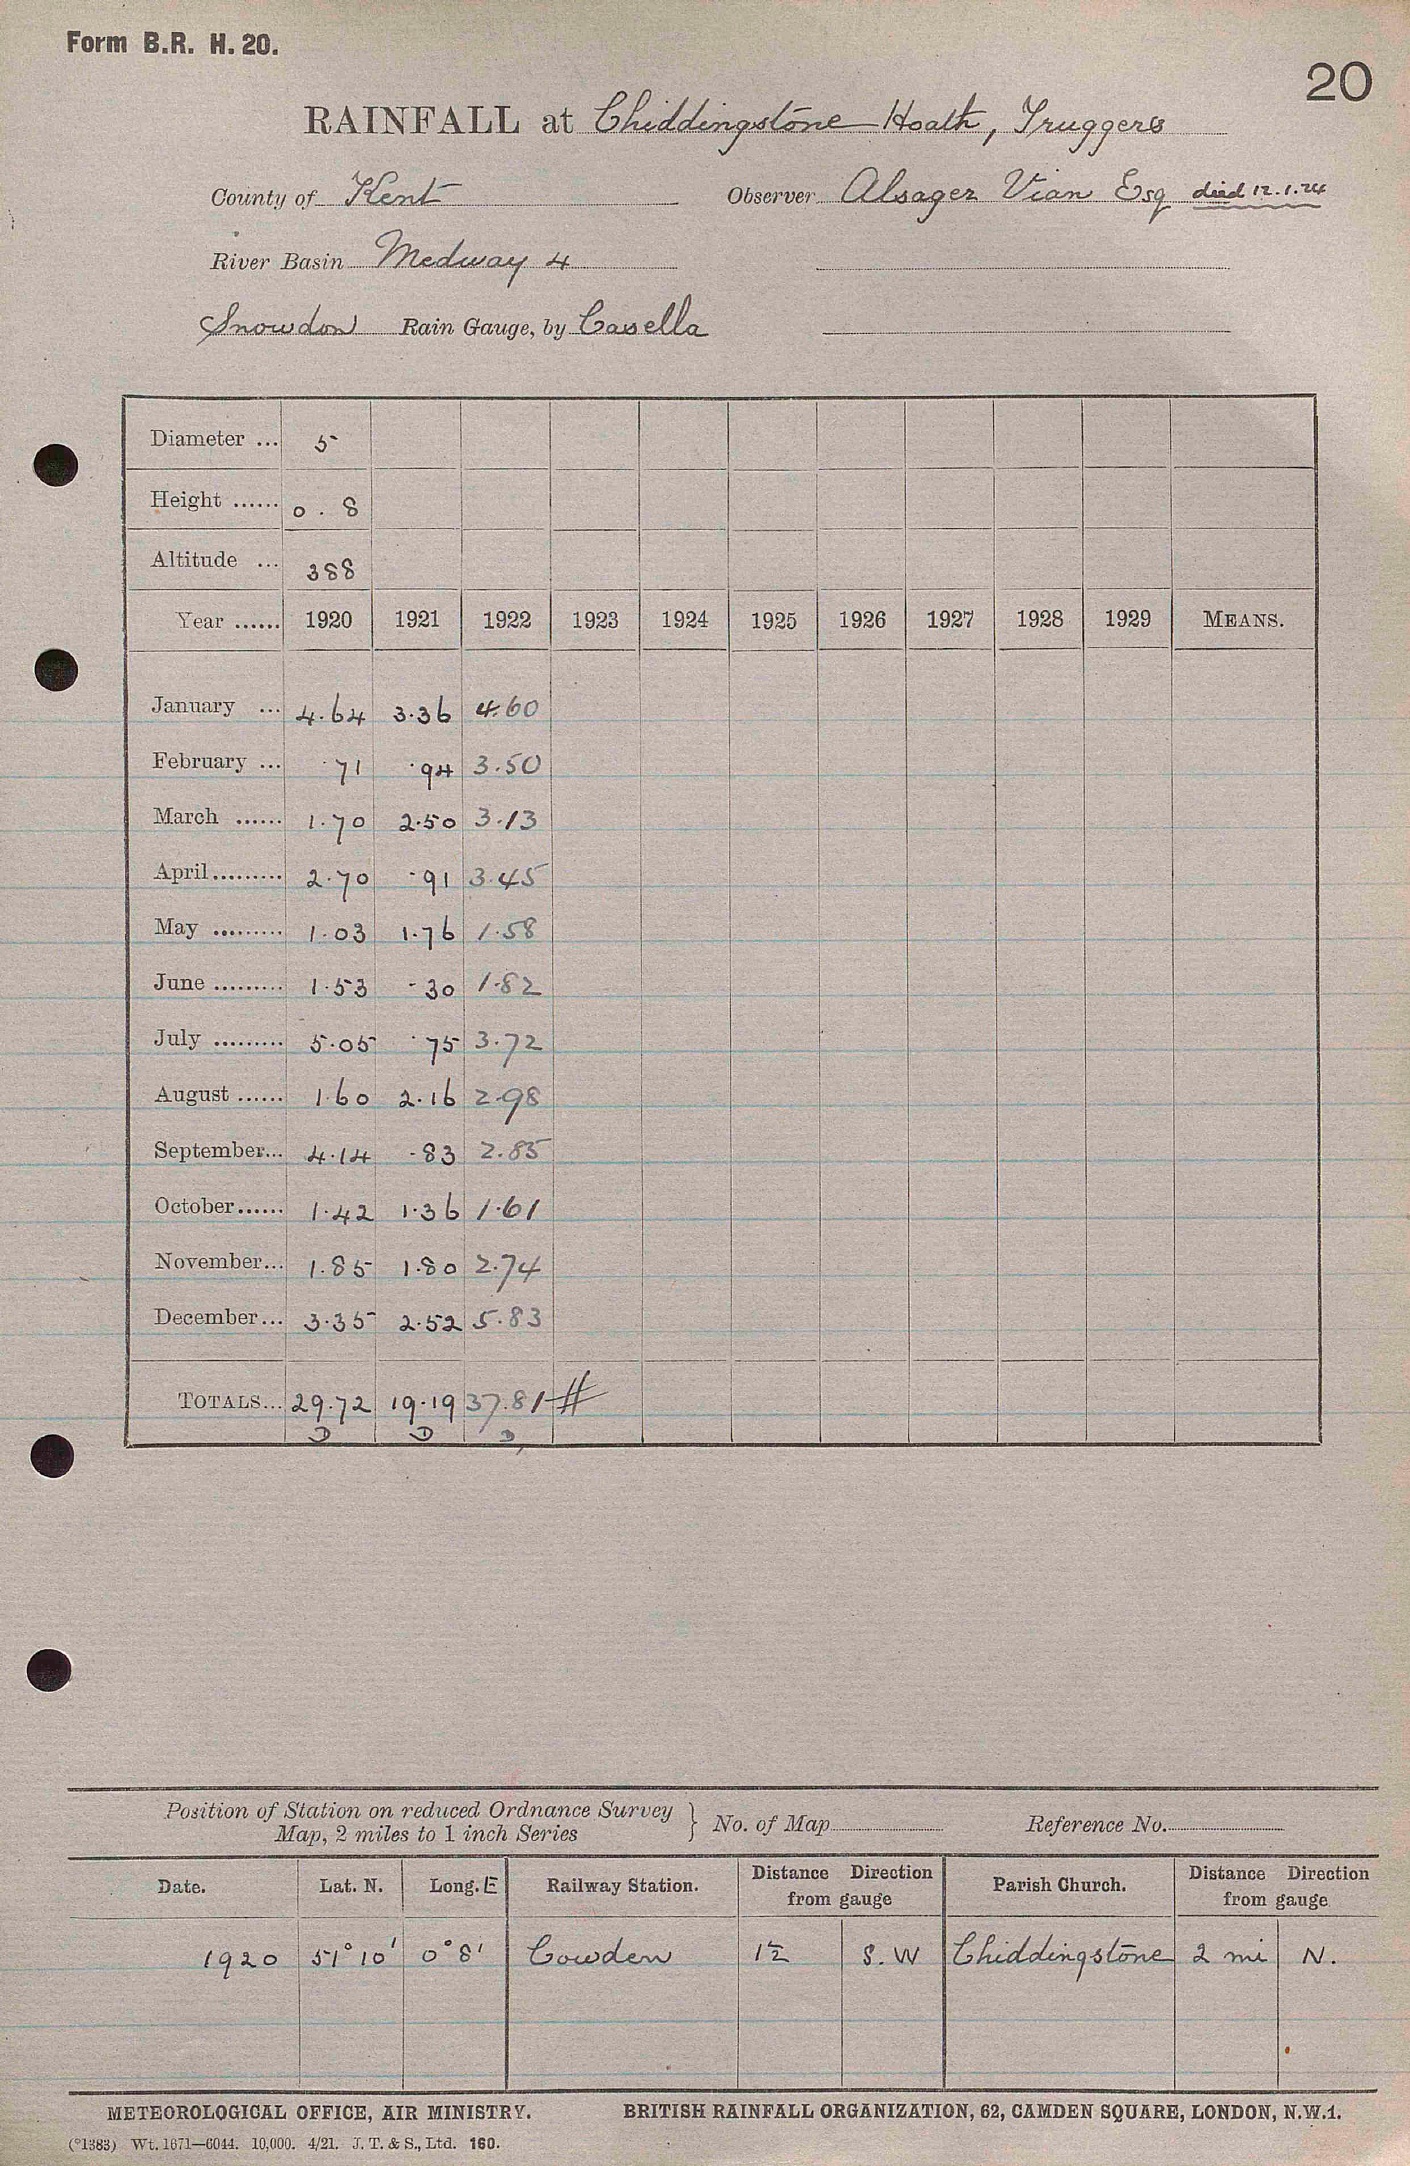 Form B.R. H. 20.
20
RAINFALL at Chiddingstone Hoath, Truggers
County of Kent Observer Alsager Vian Esq died 12.1.24
River Basin Medway 4
Snowdon Rain Gauge, by Casella
Diameter ... 5
Height ...... 0 . 8
Altitude ... 388
Year ...... 1920 1921 1922 1923 1924 1925 1926 1927 1928 1929 MEANS.
January ... 4.64 3.36 4.60
February ... .71 .94 3.50
March ...... 1.70 2.50 3.13
April......... 2.70 .91 3.45
May ......... 1.03 1.76 1.58
June ......... 1.53 .30 1.82
July ......... 5.05 .75 3.72
August ...... 1.60 2.16 2.98
September... 4.14 .83 2.85
October...... 1.42 1.36 1.61
November... 1.85 1.80 2.74
December... 3.35 2.52 5.83
TOTALS... 29.72 19.19 37.81 #
D D D
Position of Station on reduced Ordnance Survey
Map, 2 miles to 1 inch Series } No. of Map Reference No.
Date. Lat. N. Long. E Railway Station. Distance Direction from gauge Parish Church. Distance Direction from gauge
1920 51° 10' 0° 8' Cowden 1½ S.W Chiddingstone 2 mi N.
METEOROLOGICAL OFFICE, AIR MINISTRY. BRITISH RAINFALL ORGANIZATION, 62, CAMDEN SQUARE, LONDON, N.W.1.
(*1383) Wt. 1671—6044. 10,000. 4/21. J. T. & S., Ltd. 160.